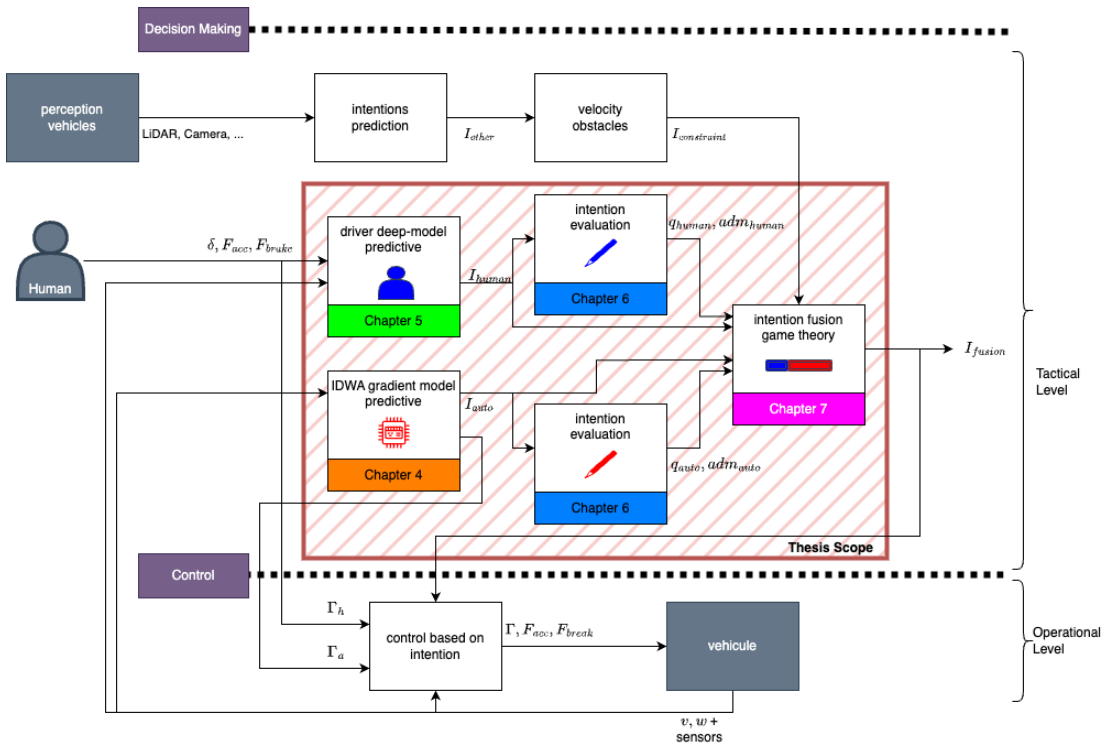 Decision Making
perception
vehicles
LiDAR, Camera, ...
intentions
prediction
I_other
velocity
obstacles
I_constraint
Human
δ, F_acc, F_brake
driver deep-model
predictive
Chapter 5
I_human
intention
evaluation
Chapter 6
q_human, adm_human
intention fusion
game theory
Chapter 7
I_fusion
Tactical
Level
IDWA gradient model
predictive
Chapter 4
I_auto
intention
evaluation
Chapter 6
q_auto, adm_auto
Thesis Scope
Control
Γ_h
Γ_a
control based on
intention
Γ, F_acc, F_break
vehicule
Operational
Level
v, w +
sensors